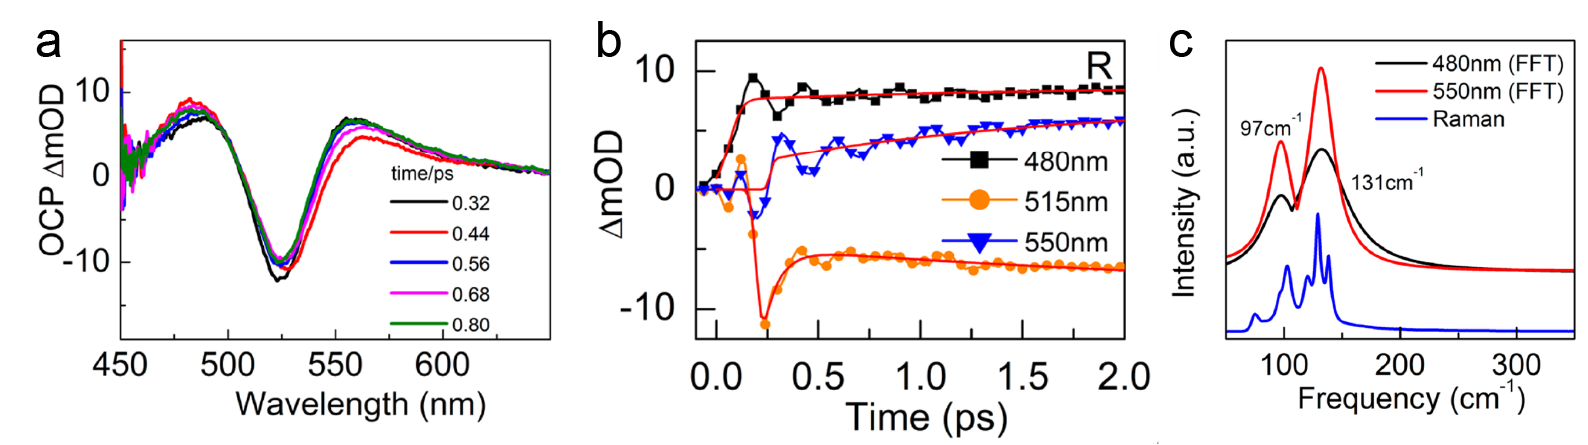 a
OCP ΔmOD
10
0
-10
450
500
550
600
Wavelength (nm)
time/ps
0.32
0.44
0.56
0.68
0.80
b
ΔmOD
10
0
-10
0.0
0.5
1.0
1.5
2.0
Time (ps)
R
480nm
515nm
550nm
c
Intensity (a.u.)
480nm (FFT)
550nm (FFT)
Raman
97cm⁻¹
131cm⁻¹
100
200
300
Frequency (cm⁻¹)